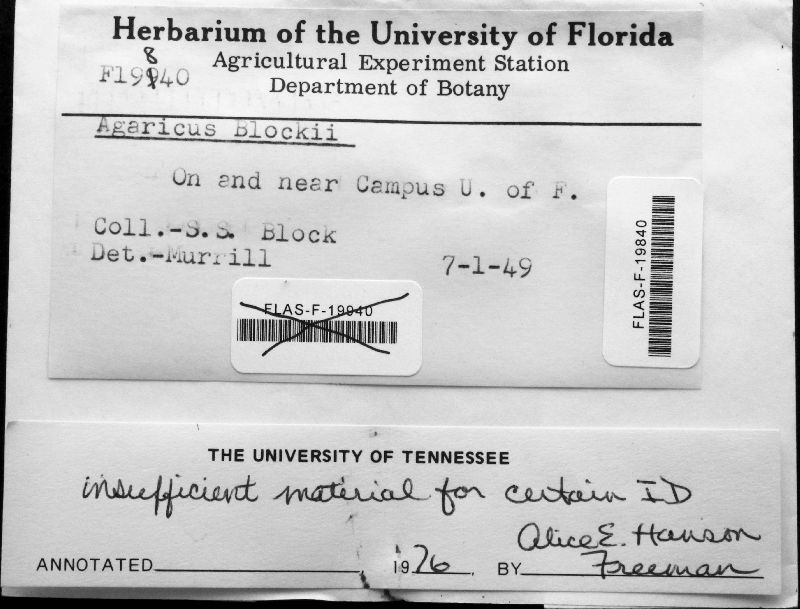 Herbarium of the University of Florida
Agricultural Experiment Station
F19840
Department of Botany
Agaricus Blockii
On and near Campus U. of F.
Coll.-S.S. Block
Det.-Murrill 7-1-49
FLAS-F-19940
FLAS-F-19840
THE UNIVERSITY OF TENNESSEE
insufficient material for certain ID
Alice E. Hanson
ANNOTATED 1976 BY Freeman